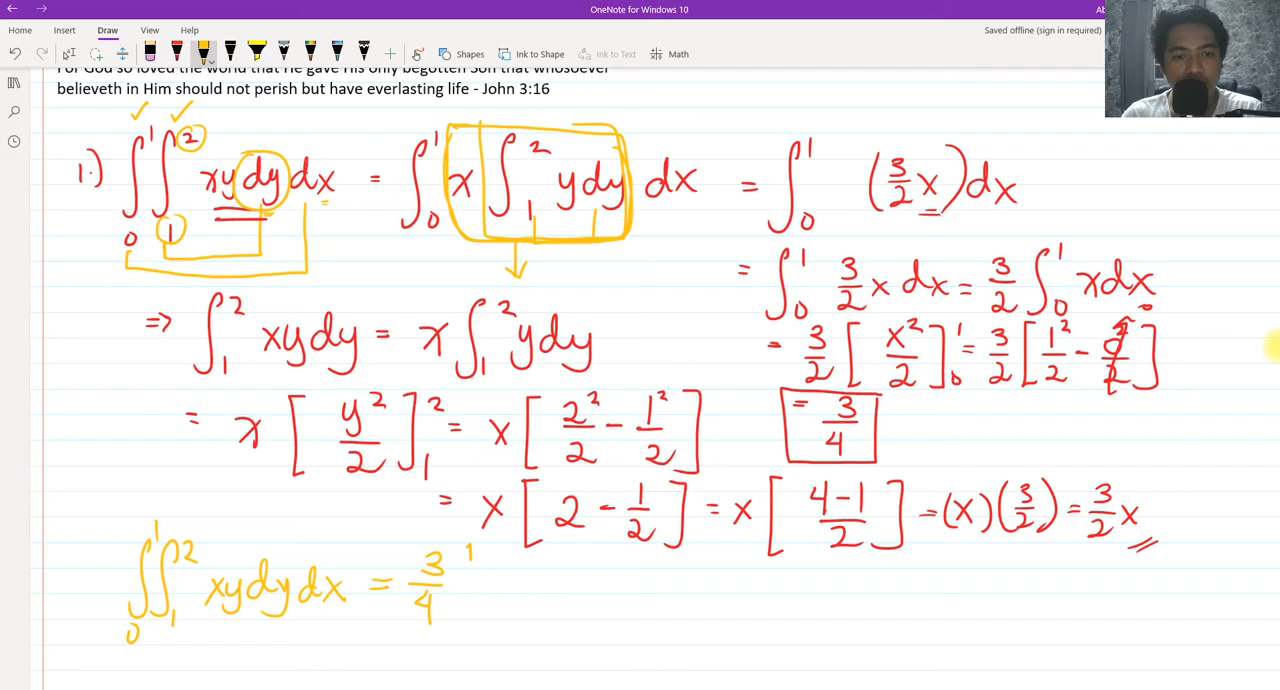 OneNote for Windows 10
Home Insert Draw View Help
Saved offline (sign in required)
Shapes Ink to Shape Ink to Text Math
For God so loved the world that He gave His only begotten Son that whosoever
believeth in Him should not perish but have everlasting life - John 3:16
1.) ∫₀¹ ∫₁² xy dy dx = ∫₀¹ x ∫₁² y dy dx = ∫₀¹ (3/2 x) dx
= ∫₀¹ 3/2 x dx = 3/2 ∫₀¹ x dx
⇒ ∫₁² xy dy = x ∫₁² y dy
= 3/2 [x²/2]₀¹ = 3/2 [1²/2 - 0²/2] 0
= x [y²/2]₁² = x [2²/2 - 1²/2]
= 3/4
= x [2 - 1/2] = x [4-1/2] = (x)(3/2) = 3/2 x
∫₀¹ ∫₁² xy dy dx = 3/4